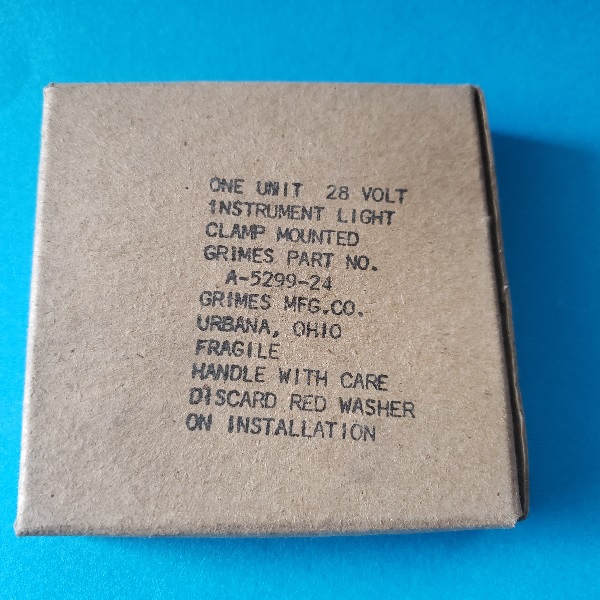 ONE UNIT 28 VOLT
INSTRUMENT LIGHT
CLAMP MOUNTED
GRIMES PART NO.
A-5299-24
GRIMES MFG.CO.
URBANA, OHIO
FRAGILE
HANDLE WITH CARE
DISCARD RED WASHER
ON INSTALLATION